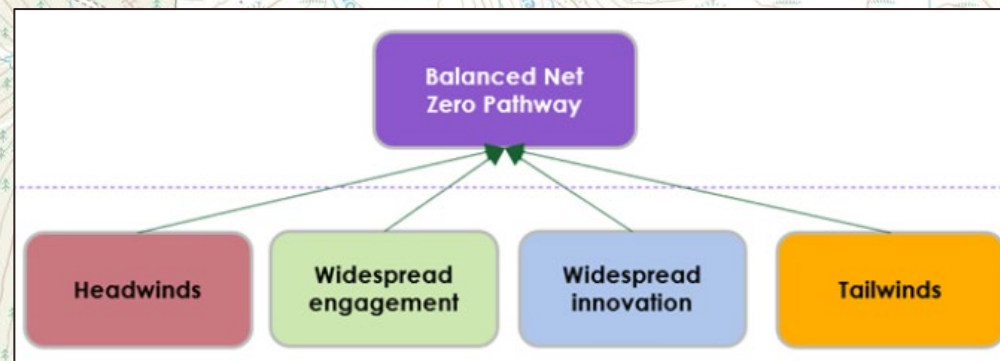 Balanced Net
Zero Pathway
Headwinds
Widespread
engagement
Widespread
innovation
Tailwinds